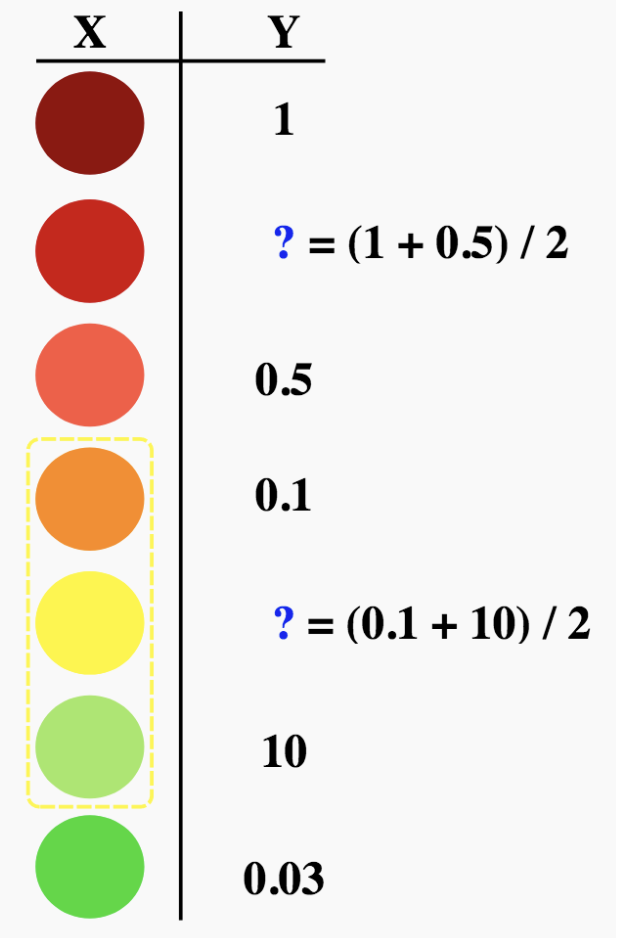 X Y
1
? = (1 + 0.5) / 2
0.5
0.1
? = (0.1 + 10) / 2
10
0.03